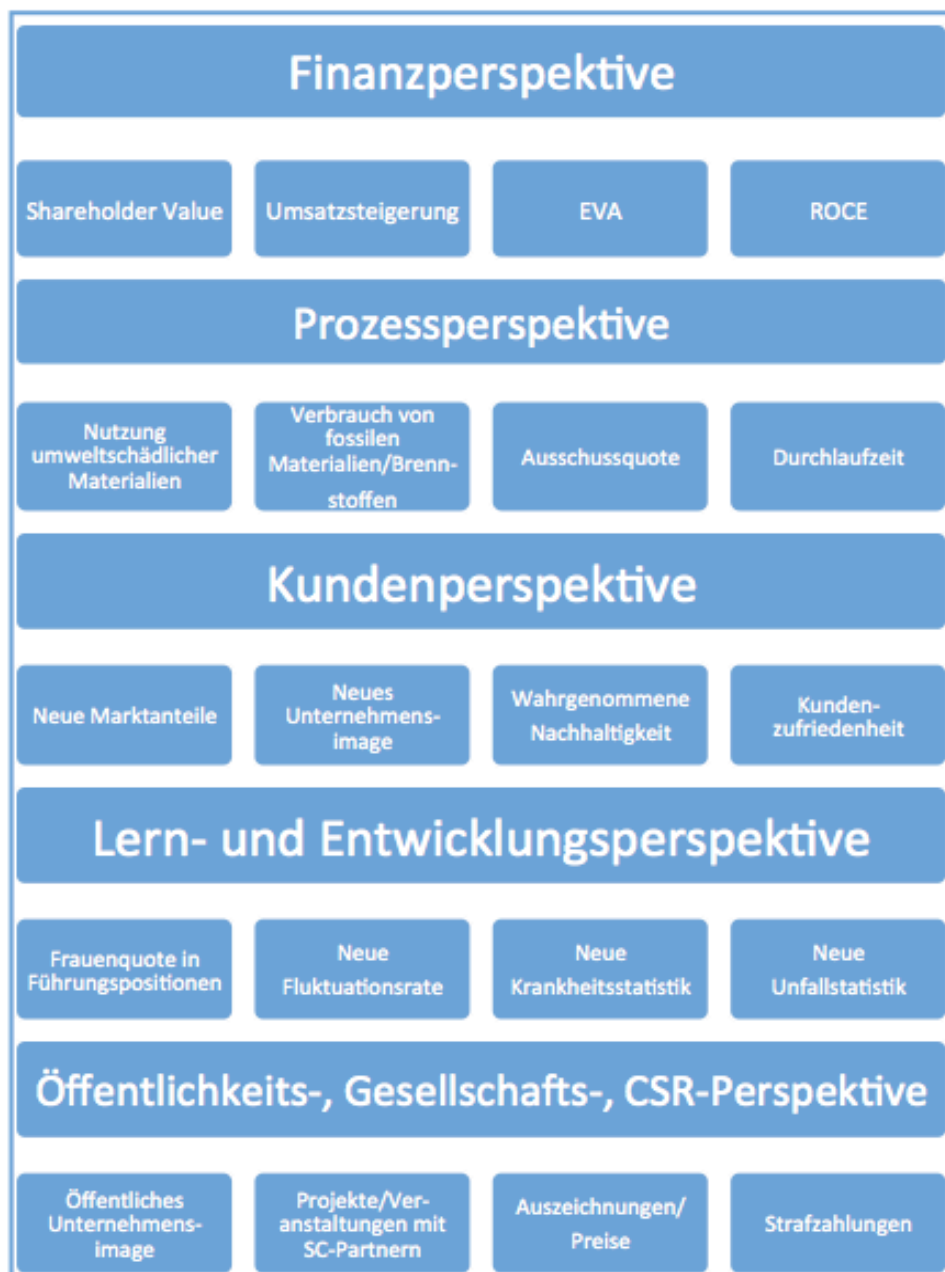 Finanzperspektive
Shareholder Value
Umsatzsteigerung
EVA
ROCE
Prozessperspektive
Nutzung
umweltschädlicher
Materialien
Verbrauch von
fossilen
Materialien/Brenn-
stoffen
Ausschussquote
Durchlaufzeit
Kundenperspektive
Neue Marktanteile
Neues
Unternehmens-
image
Wahrgenommene
Nachhaltigkeit
Kunden-
zufriedenheit
Lern- und Entwicklungsperspektive
Frauenquote in
Führungspositionen
Neue
Fluktuationsrate
Neue
Krankheitsstatistik
Neue
Unfallstatistik
Öffentlichkeits-, Gesellschafts-, CSR-Perspektive
Öffentliches
Unternehmens-
image
Projekte/Ver-
anstaltungen mit
SC-Partnern
Auszeichnungen/
Preise
Strafzahlungen